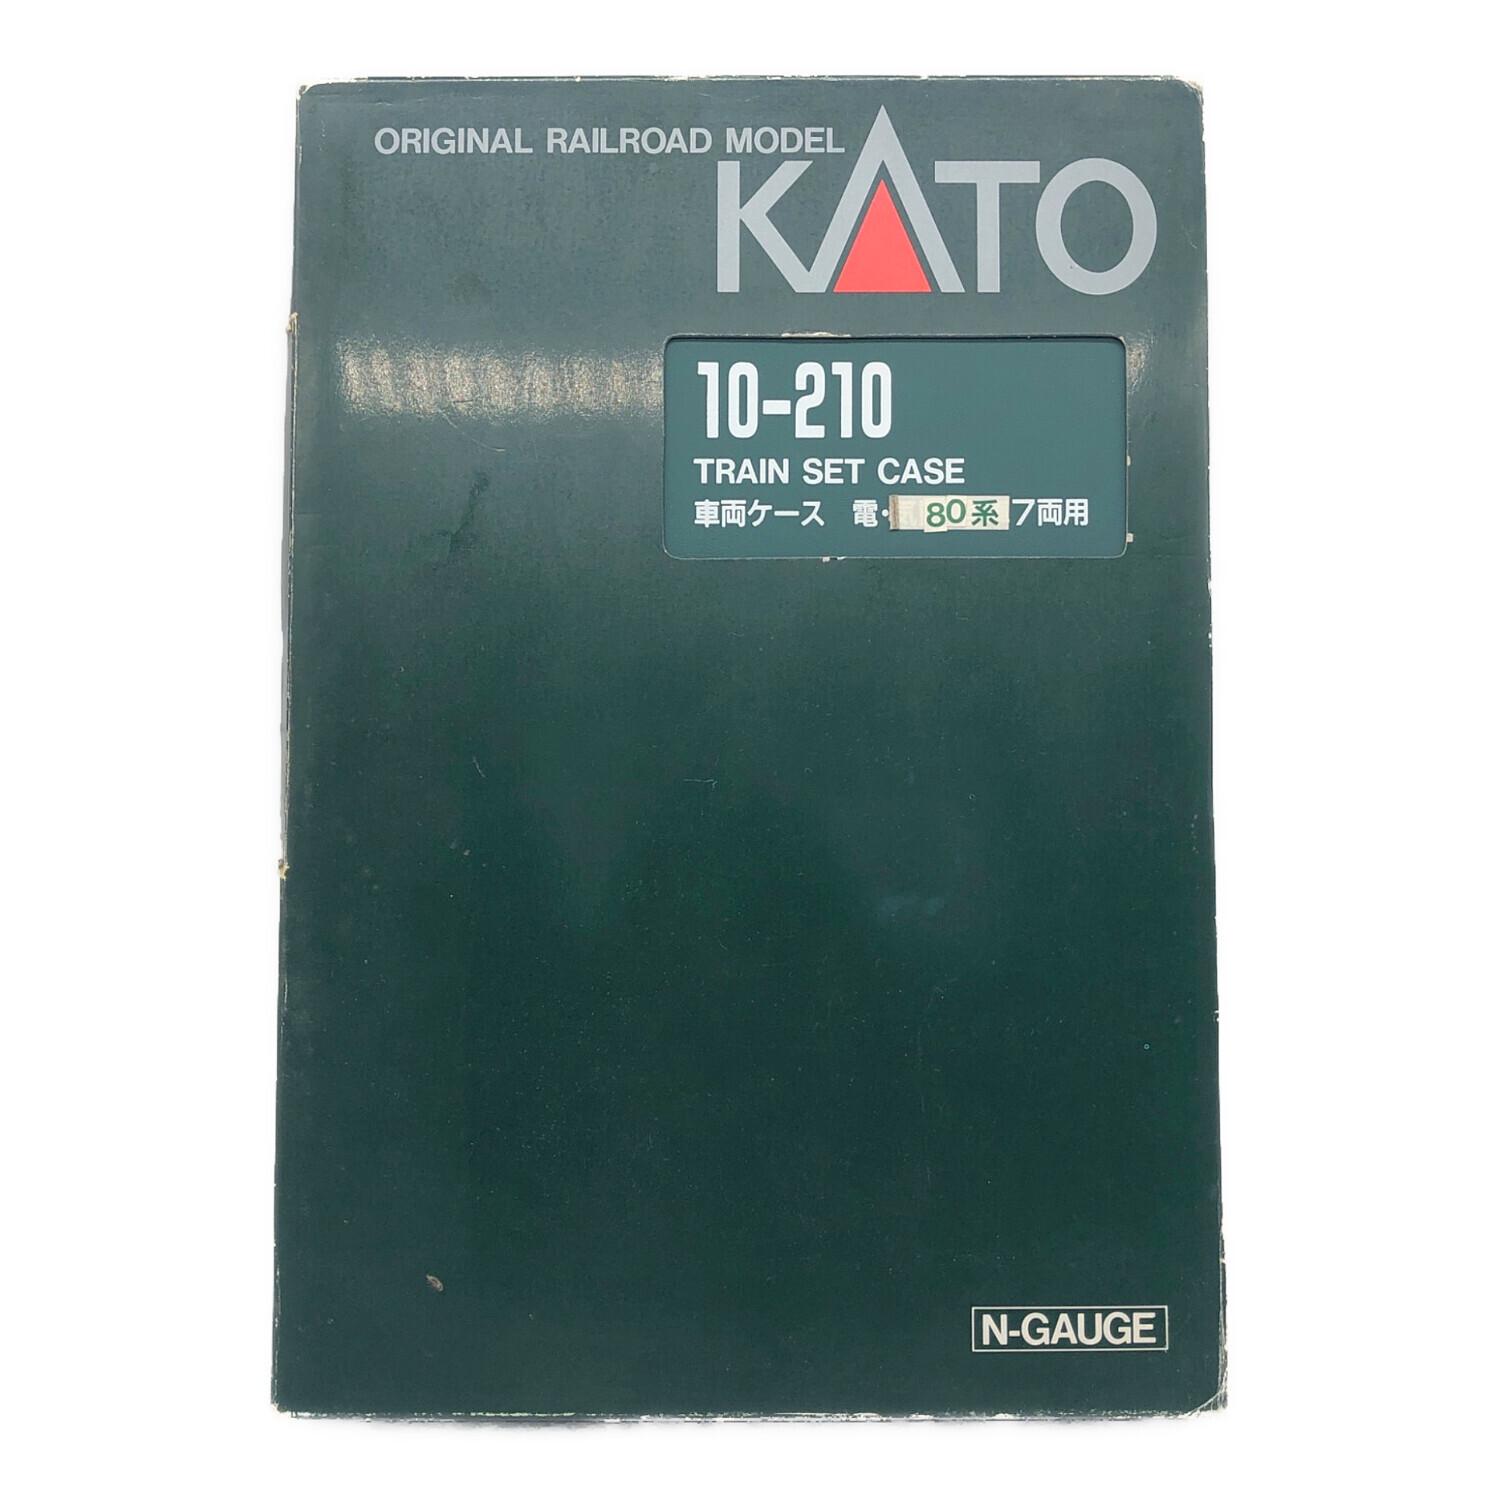 ORIGINAL RAILROAD MODEL
KATO
10-210
TRAIN SET CASE
車両ケース 電・80系7両用
N-GAUGE